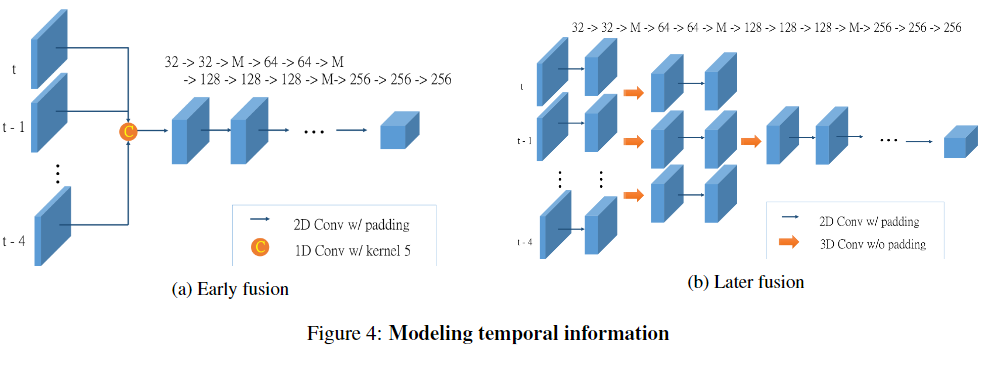 32 -> 32 -> M -> 64 -> 64 -> M
-> 128 -> 128 -> 128 -> M-> 256 -> 256 -> 256
t
t - 1
t - 4
C
2D Conv w/ padding
C
1D Conv w/ kernel 5
(a) Early fusion
32 -> 32 -> M -> 64 -> 64 -> M -> 128 -> 128 -> 128 -> M-> 256 -> 256 -> 256
t
t - 1
t - 4
2D Conv w/ padding
3D Conv w/o padding
(b) Later fusion
Figure 4: Modeling temporal information